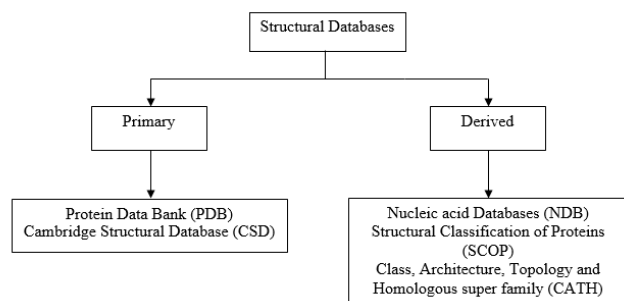 Structural Databases
Primary
Derived
Protein Data Bank (PDB)
Cambridge Structural Database (CSD)
Nucleic acid Databases (NDB)
Structural Classification of Proteins
(SCOP)
Class, Architecture, Topology and
Homologous super family (CATH)